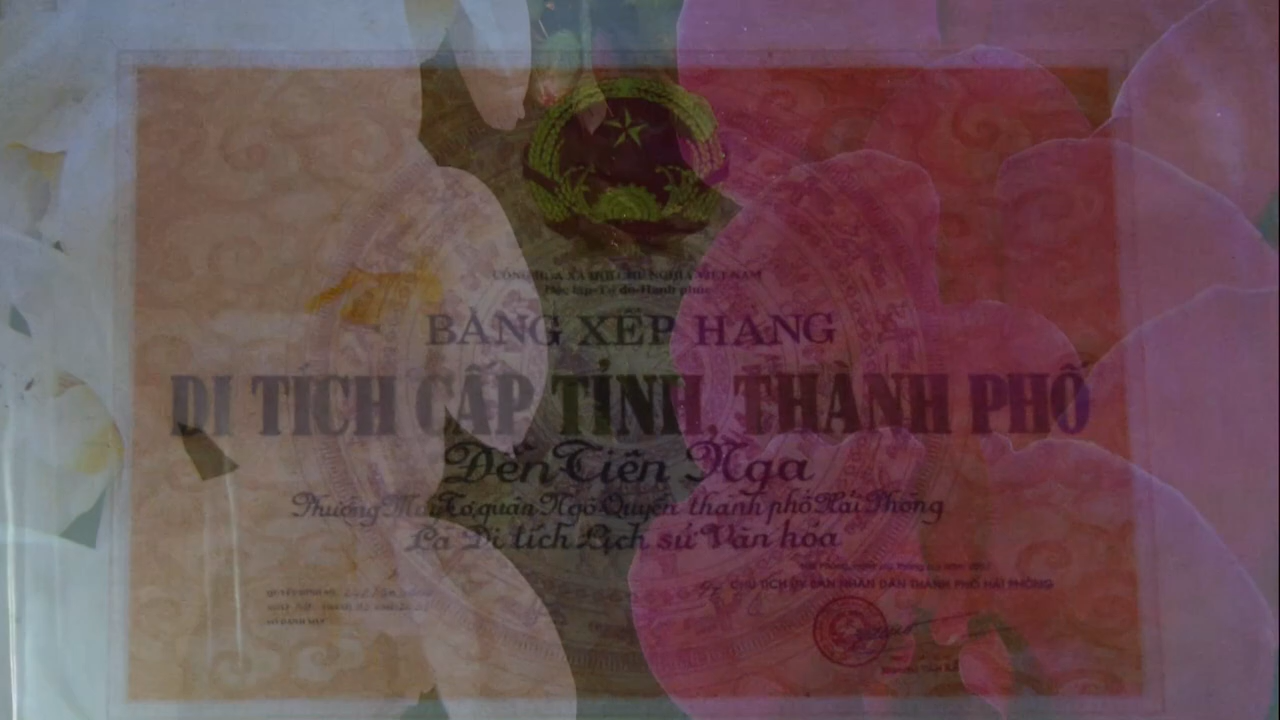 CỘNG HÒA XÃ HỘI CHỦ NGHĨA VIỆT NAM
Độc lập-Tự do-Hạnh phúc
BẰNG XẾP HẠNG
DI TÍCH CẤP TỈNH, THÀNH PHỐ
Đền Tiên Nga
Phường Máy Tơ quận Ngô Quyền thành phố Hải Phòng
Là Di tích Lịch sử Văn hóa
CHỦ TỊCH ỦY BAN NHÂN DÂN THÀNH PHỐ HẢI PHÒNG